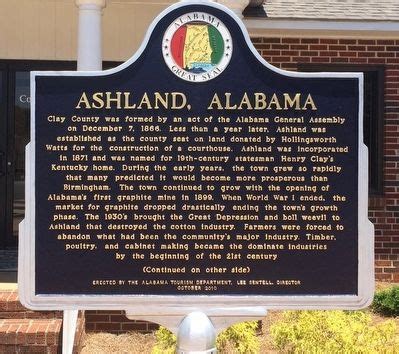 ALABAMA
GREAT SEAL
ASHLAND, ALABAMA
Clay County was formed by an act of the Alabama General Assembly
on December 7, 1866. Less than a year later, Ashland was
established as the county seat on land donated by Hollingsworth
Watts for the construction of a courthouse. Ashland was incorporated
in 1871 and was named for 19th-century statesman Henry Clay's
Kentucky home. During the early years, the town grew so rapidly
that many predicted it would become more prosperous than
Birmingham. The town continued to grow with the opening of
Alabama's first graphite mine in 1899. When World War I ended, the
market for graphite dropped drastically ending the town's growth
phase. The 1930's brought the Great Depression and boll weevil to
Ashland that destroyed the cotton industry. Farmers were forced to
abandon what had been the community's major industry. Timber,
poultry, and cabinet making became the dominate industries
by the beginning of the 21st century
(Continued on other side)
ERECTED BY THE ALABAMA TOURISM DEPARTMENT, LEE SENTELL, DIRECTOR
OCTOBER 2010